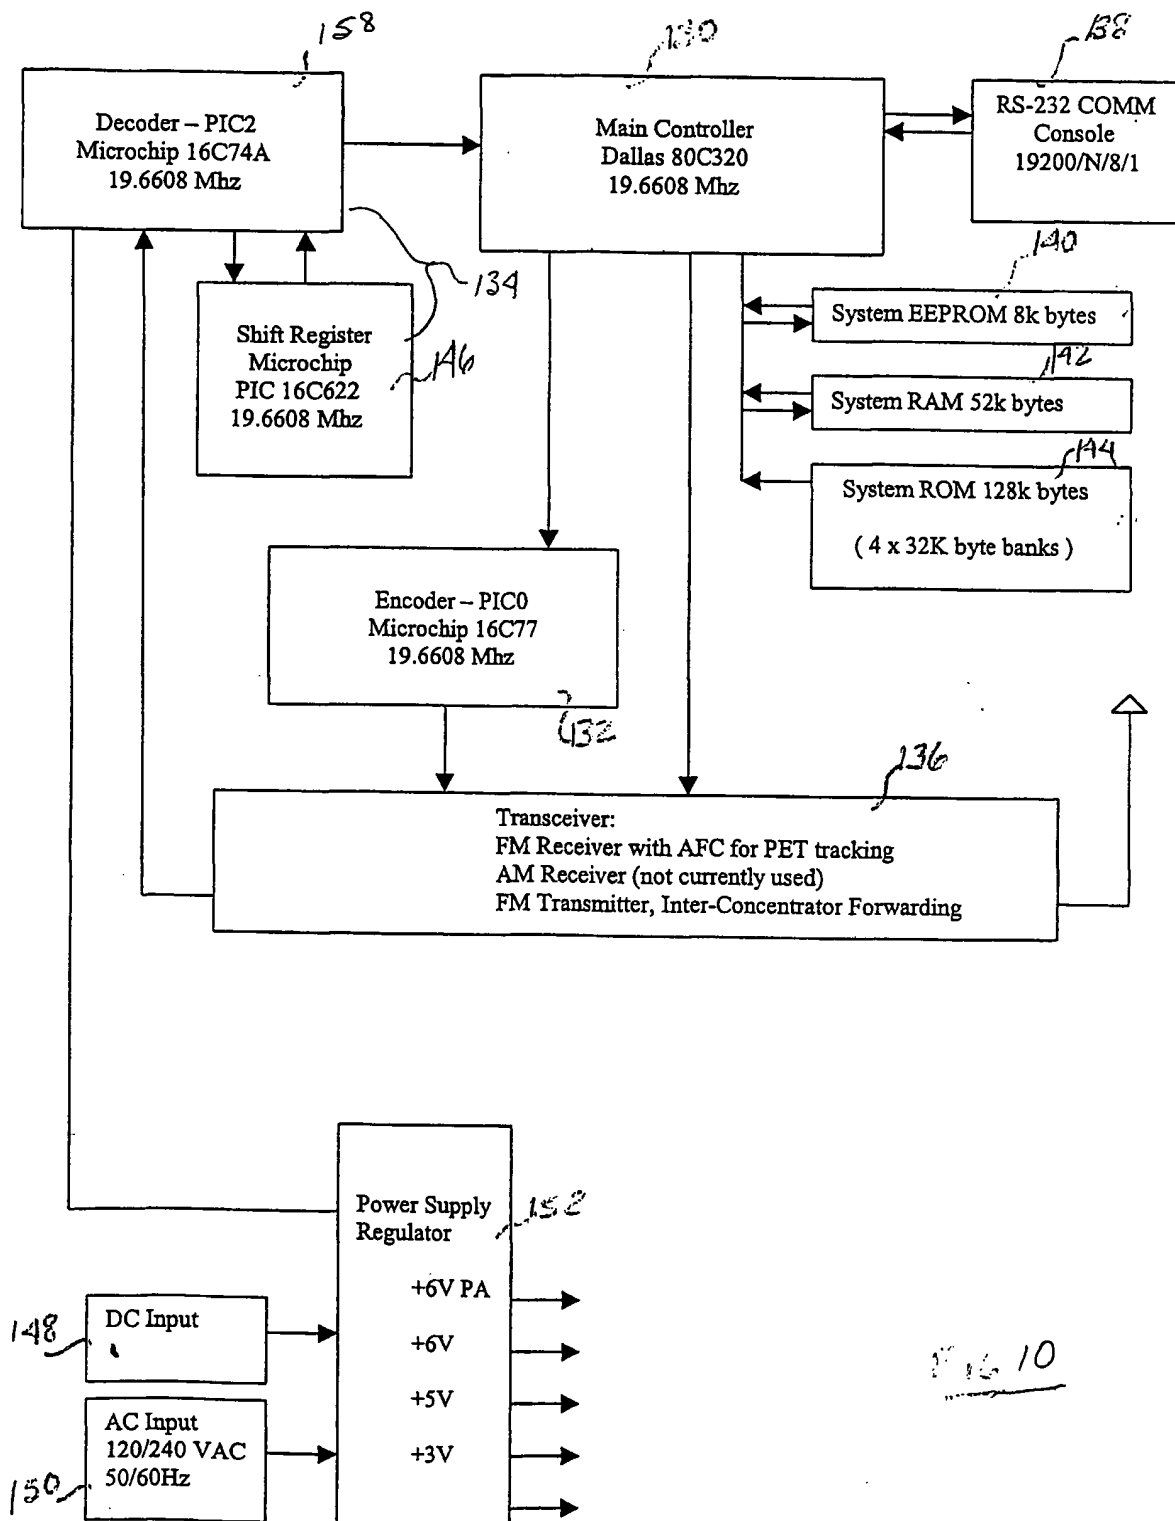 158
130
138
Decoder – PIC2
Microchip 16C74A
19.6608 Mhz
Main Controller
Dallas 80C320
19.6608 Mhz
RS-232 COMM
Console
19200/N/8/1
134
140
System EEPROM 8k bytes
Shift Register
Microchip
PIC 16C622
19.6608 Mhz
146
142
System RAM 52k bytes
144
System ROM 128k bytes
( 4 x 32K byte banks )
Encoder – PIC0
Microchip 16C77
19.6608 Mhz
132
136
Transceiver:
FM Receiver with AFC for PET tracking
AM Receiver (not currently used)
FM Transmitter, Inter-Concentrator Forwarding
Power Supply
Regulator
152
+6V PA
+6V
+5V
+3V
148
DC Input
AC Input
120/240 VAC
50/60Hz
150
FIG 10